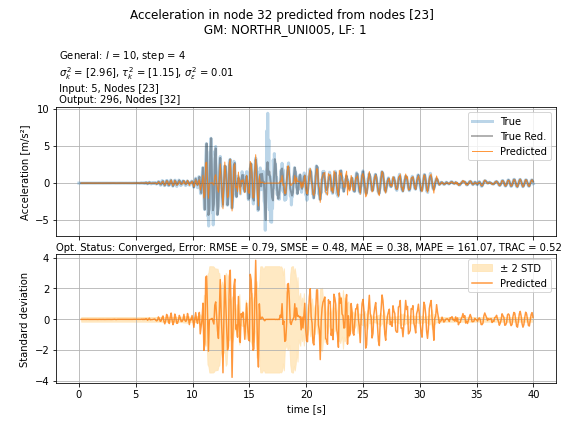 Acceleration in node 32 predicted from nodes [23]
GM: NORTHR_UNI005, LF: 1
General: l = 10, step = 4
σ²ₖ = [2.96], τ²ₖ = [1.15], σ²ε = 0.01
Input: 5, Nodes [23]
Output: 296, Nodes [32]
Acceleration [m/s²]
10
5
0
−5
True
True Red.
Predicted
Opt. Status: Converged, Error: RMSE = 0.79, SMSE = 0.48, MAE = 0.38, MAPE = 161.07, TRAC = 0.52
Standard deviation
4
2
0
−2
−4
± 2 STD
Predicted
0 5 10 15 20 25 30 35 40
time [s]